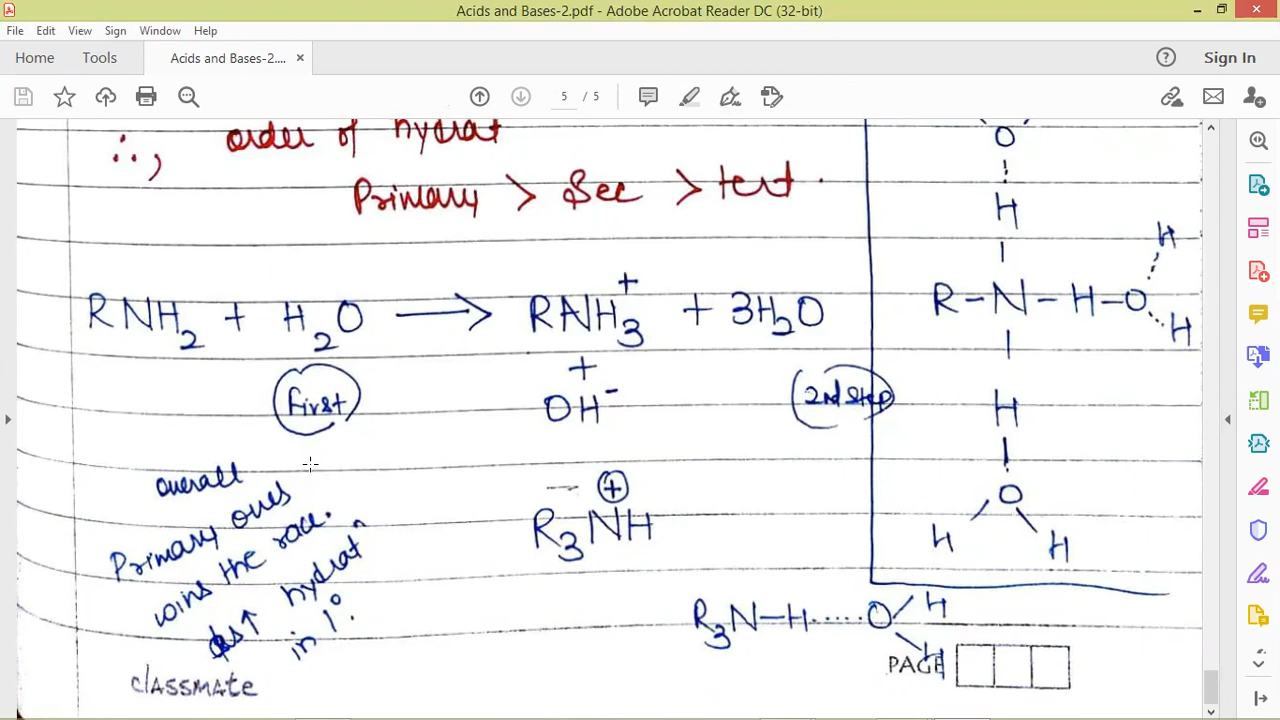 Acids and Bases-2.pdf - Adobe Acrobat Reader DC (32-bit)
File Edit View Sign Window Help
Home Tools Acids and Bases-2.... × Sign In
5 / 5
∴, order of hydratⁿ
Primary > Sec > tert.
RNH₂ + H₂O ⟶ RNH₃⁺ + 3H₂O
+
OH⁻
First
2nd step
overall
Primary ones
wins the race.
↑ hydratⁿ
in 1°.
⊕
R₃NH
R₃N—H......O
H
H
O
H
R—N—H—O
H
H
H
O
H H
classmate
PAGE